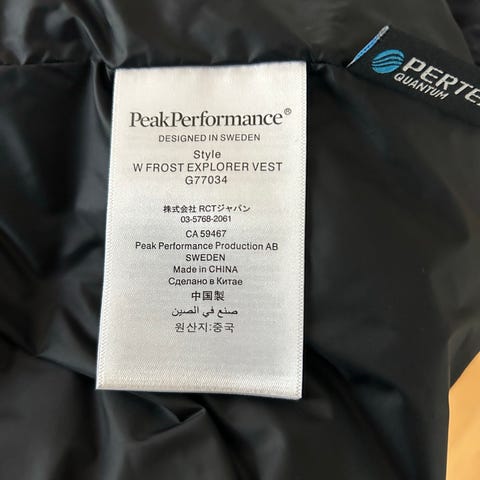 PeakPerformance®
DESIGNED IN SWEDEN
Style
W FROST EXPLORER VEST
G77034
株式会社 RCTジャパン
03-5768-2061
CA 59467
Peak Performance Production AB
SWEDEN
Made in CHINA
Сделано в Китае
中国製
صنع في الصين
원산지:중국
PERTE
QUANTUM